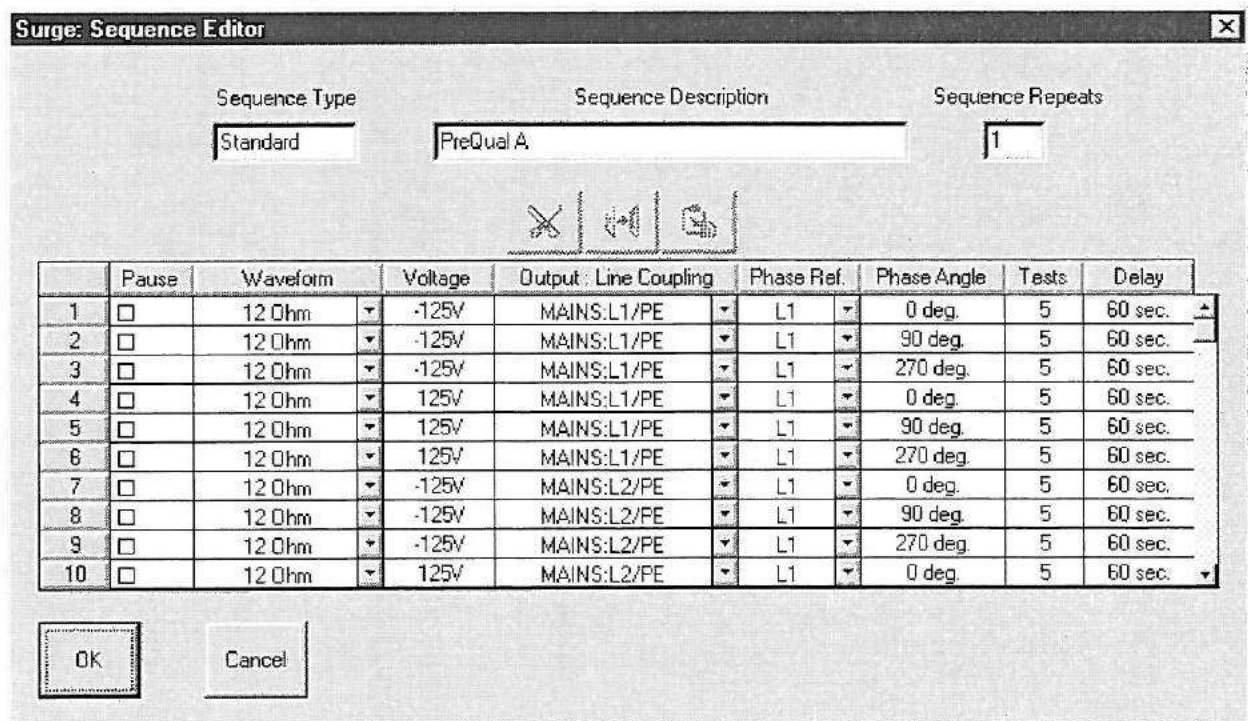 Surge: Sequence Editor
Sequence Type Sequence Description Sequence Repeats
Standard PreQual A 1
Pause Waveform Voltage Output : Line Coupling Phase Ref. Phase Angle Tests Delay
1 12 Ohm -125V MAINS:L1/PE L1 0 deg. 5 60 sec.
2 12 Ohm -125V MAINS:L1/PE L1 90 deg. 5 60 sec.
3 12 Ohm -125V MAINS:L1/PE L1 270 deg. 5 60 sec.
4 12 Ohm 125V MAINS:L1/PE L1 0 deg. 5 60 sec.
5 12 Ohm 125V MAINS:L1/PE L1 90 deg. 5 60 sec.
6 12 Ohm 125V MAINS:L1/PE L1 270 deg. 5 60 sec.
7 12 Ohm -125V MAINS:L2/PE L1 0 deg. 5 60 sec.
8 12 Ohm -125V MAINS:L2/PE L1 90 deg. 5 60 sec.
9 12 Ohm -125V MAINS:L2/PE L1 270 deg. 5 60 sec.
10 12 Ohm 125V MAINS:L2/PE L1 0 deg. 5 60 sec.
OK Cancel